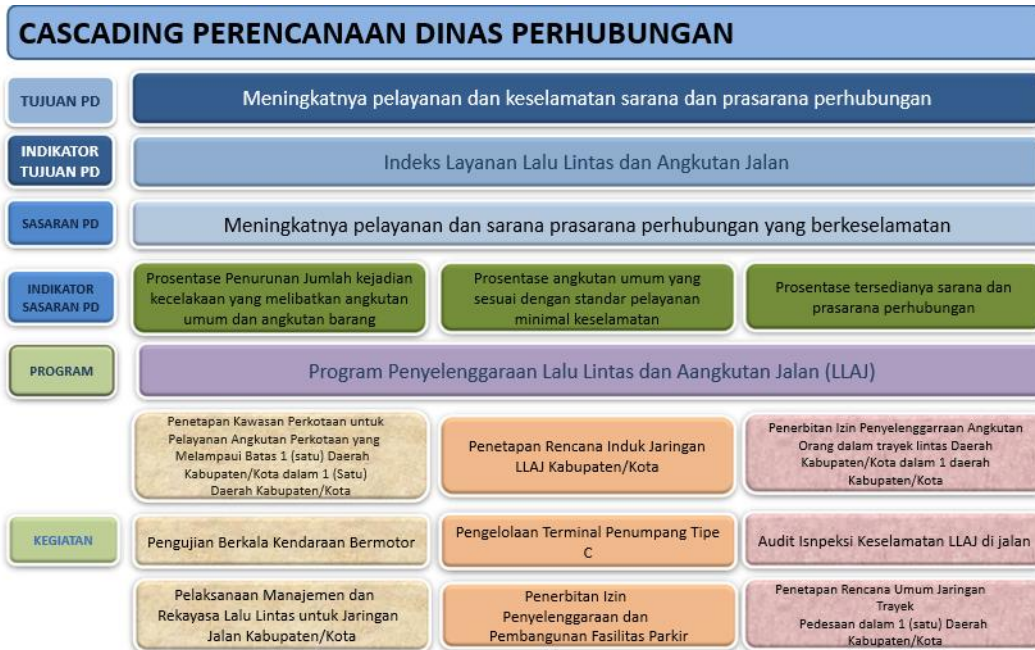 CASCADING PERENCANAAN DINAS PERHUBUNGAN
TUJUAN PD
Meningkatnya pelayanan dan keselamatan sarana dan prasarana perhubungan
INDIKATOR
TUJUAN PD
Indeks Layanan Lalu Lintas dan Angkutan Jalan
SASARAN PD
Meningkatnya pelayanan dan sarana prasarana perhubungan yang berkeselamatan
INDIKATOR
SASARAN PD
Prosentase Penurunan Jumlah kejadian
kecelakaan yang melibatkan angkutan
umum dan angkutan barang
Prosentase angkutan umum yang
sesuai dengan standar pelayanan
minimal keselamatan
Prosentase tersedianya sarana dan
prasarana perhubungan
PROGRAM
Program Penyelenggaraan Lalu Lintas dan Aangkutan Jalan (LLAJ)
Penetapan Kawasan Perkotaan untuk
Pelayanan Angkutan Perkotaan yang
Melampaui Batas 1 (satu) Daerah
Kabupaten/Kota dalam 1 (Satu)
Daerah Kabupaten/Kota
Penetapan Rencana Induk Jaringan
LLAJ Kabupaten/Kota
Penerbitan Izin Penyelenggarraan Angkutan
Orang dalam trayek lintas Daerah
Kabupaten/Kota dalam 1 daerah
Kabupaten/Kota
KEGIATAN
Pengujian Berkala Kendaraan Bermotor
Pengelolaan Terminal Penumpang Tipe
C
Audit Isnpeksi Keselamatan LLAJ di jalan
Pelaksanaan Manajemen dan
Rekayasa Lalu Lintas untuk Jaringan
Jalan Kabupaten/Kota
Penerbitan Izin
Penyelenggaraan dan
Pembangunan Fasilitas Parkir
Penetapan Rencana Umum Jaringan
Trayek
Pedesaan dalam 1 (satu) Daerah
Kabupaten/Kota